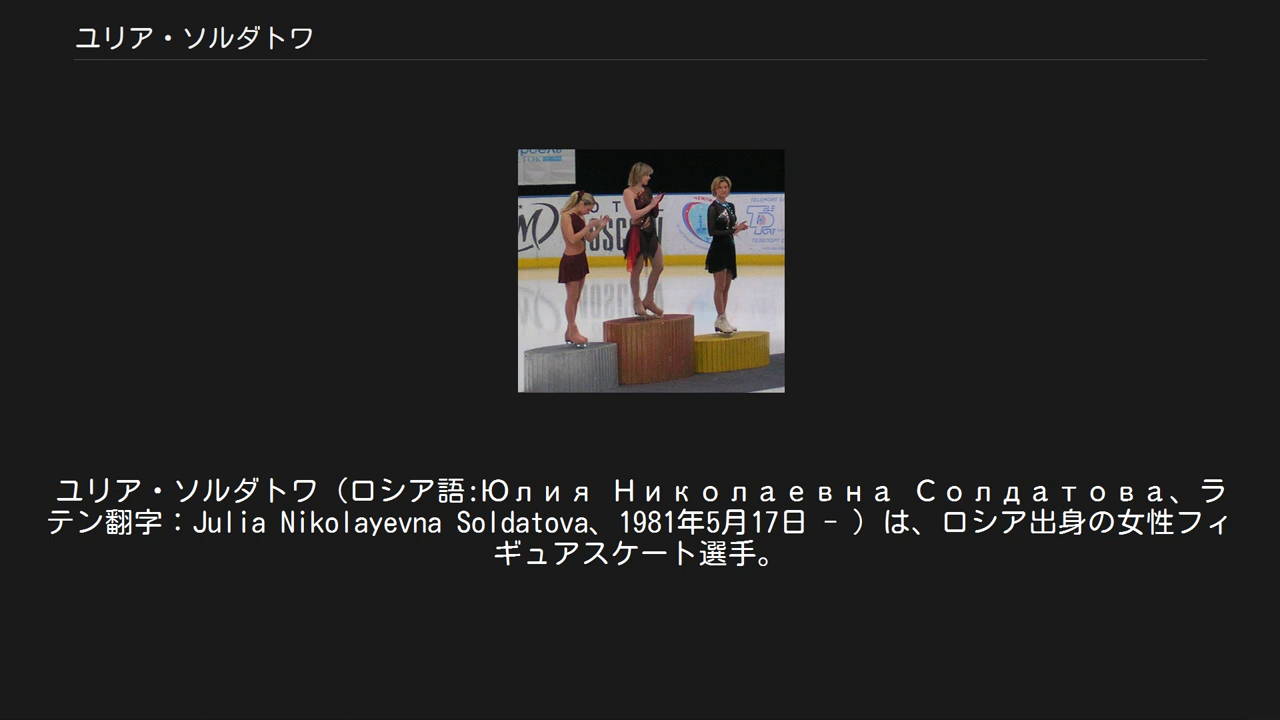 ユリア・ソルダトワ
TOK
MOSCOW
ユリア・ソルダトワ（ロシア語:Юлия Николаевна Солдатова、ラ
テン翻字：Julia Nikolayevna Soldatova、1981年5月17日 - ）は、ロシア出身の女性フィ
ギュアスケート選手。